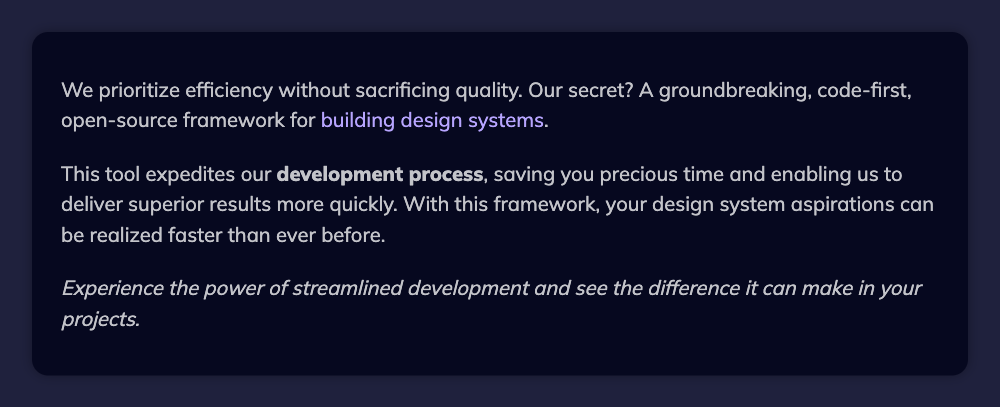 We prioritize efficiency without sacrificing quality. Our secret? A groundbreaking, code-first,
open-source framework for building design systems.
This tool expedites our development process, saving you precious time and enabling us to
deliver superior results more quickly. With this framework, your design system aspirations can
be realized faster than ever before.
Experience the power of streamlined development and see the difference it can make in your
projects.